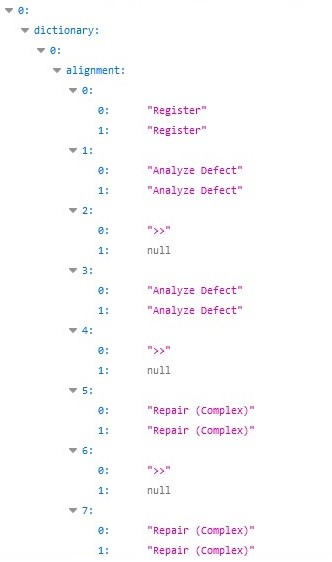 0:
dictionary:
0:
alignment:
0:
0: "Register"
1: "Register"
1:
0: "Analyze Defect"
1: "Analyze Defect"
2:
0: ">>"
1: null
3:
0: "Analyze Defect"
1: "Analyze Defect"
4:
0: ">>"
1: null
5:
0: "Repair (Complex)"
1: "Repair (Complex)"
6:
0: ">>"
1: null
7:
0: "Repair (Complex)"
1: "Repair (Complex)"